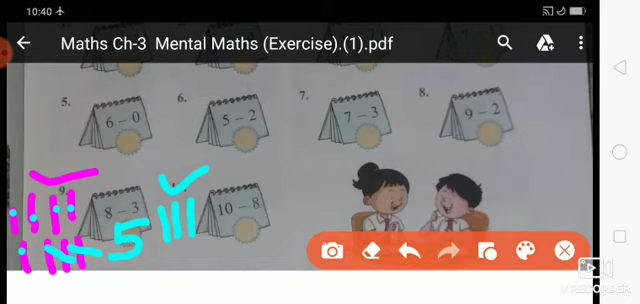 10:40
Maths Ch-3 Mental Maths (Exercise).(1).pdf
5. 6. 7. 8.
6 – 0 5 – 2 7 – 3 9 – 2
9.
8 – 3 10 – 8
5
V RECORDER